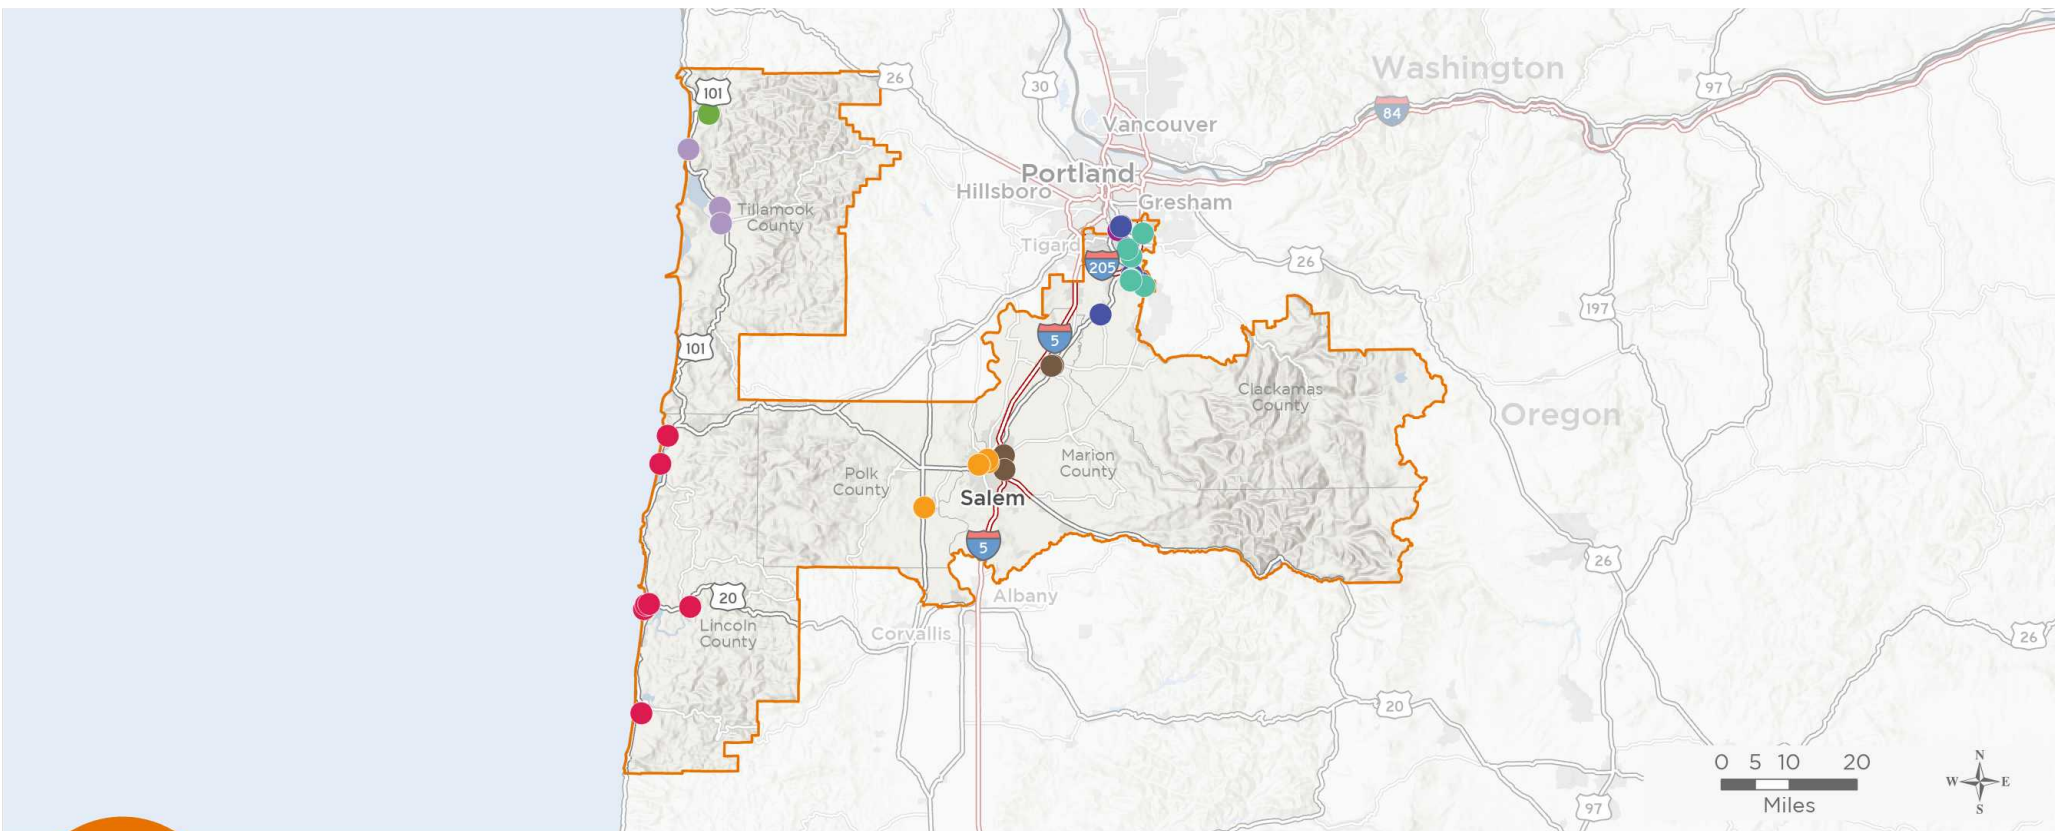 Washington
26
30
97
101
84
Vancouver
Portland
Hillsboro
Gresham
Tillamook
County
Tigard
26
205
197
5
101
Clackamas
County
Oregon
Marion
County
Polk
County
Salem
5
26
20
Albany
Lincoln
County
Corvallis
26
20
0 5 10 20
Miles
97
N
W E
S